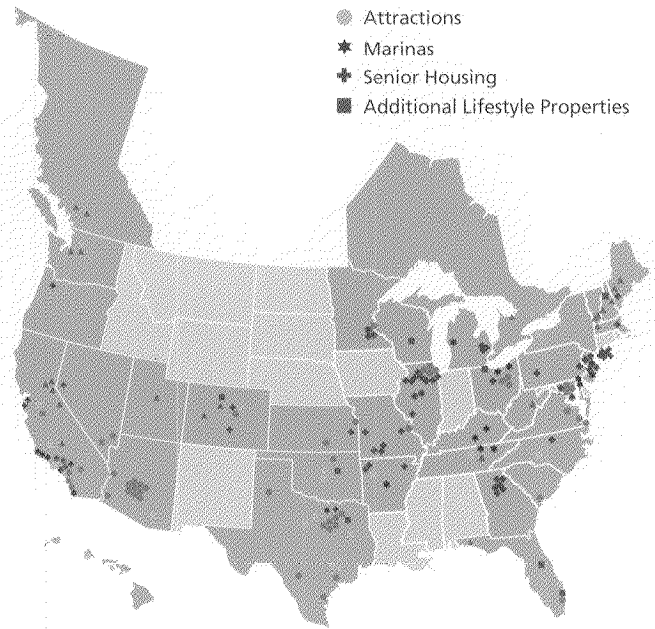 Attractions
Marinas
Senior Housing
Additional Lifestyle Properties